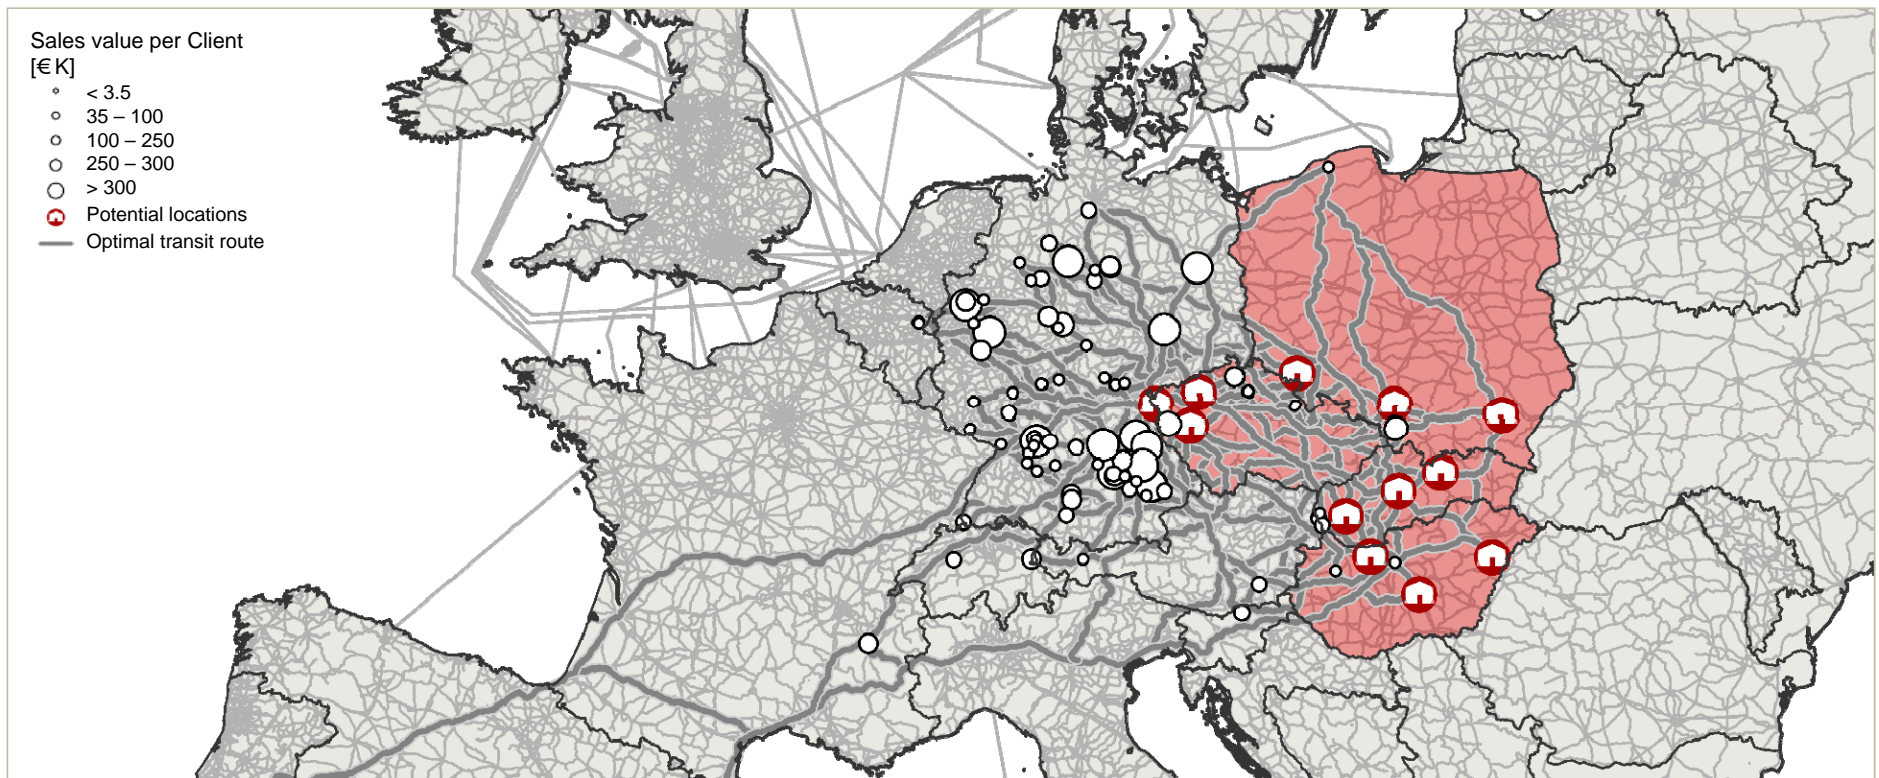 Sales value per Client
[€ K]
< 3.5
35 – 100
100 – 250
250 – 300
> 300
Potential locations
Optimal transit route